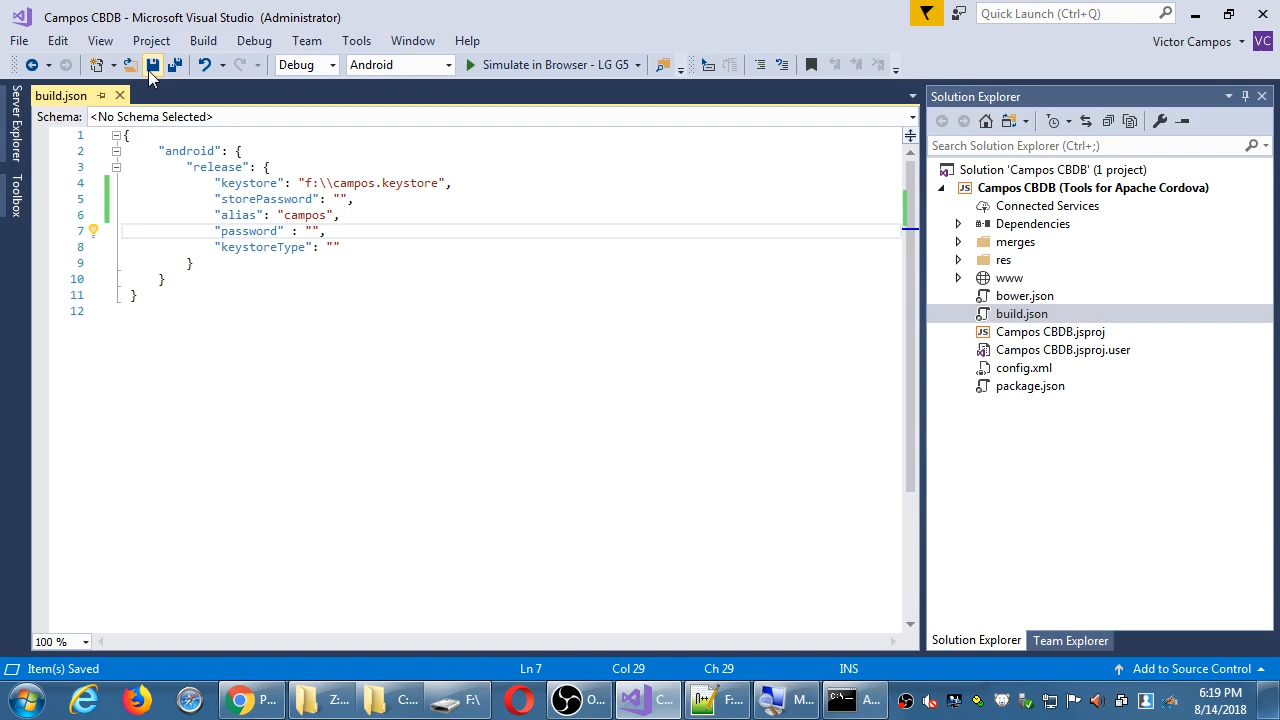 Campos CBDB - Microsoft Visual Studio (Administrator)
Quick Launch (Ctrl+Q)
File Edit View Project Build Debug Team Tools Window Help
Victor Campos VC
Debug Android Simulate in Browser - LG G5
Server Explorer
Toolbox
build.json
Schema: <No Schema Selected>
1 {
2 "android": {
3 "release": {
4 "keystore": "f:\\campos.keystore",
5 "storePassword": "",
6 "alias": "campos",
7 "password" : "",
8 "keystoreType": ""
9 }
10 }
11 }
12
100 %
Solution Explorer
Search Solution Explorer (Ctrl+;)
Solution 'Campos CBDB' (1 project)
JS Campos CBDB (Tools for Apache Cordova)
Connected Services
Dependencies
merges
res
www
bower.json
build.json
JS Campos CBDB.jsproj
Campos CBDB.jsproj.user
config.xml
package.json
Solution Explorer Team Explorer
Item(s) Saved Ln 7 Col 29 Ch 29 INS Add to Source Control
P... Z:... C:... F:\ O... C... F:... M... A...
6:19 PM
8/14/2018